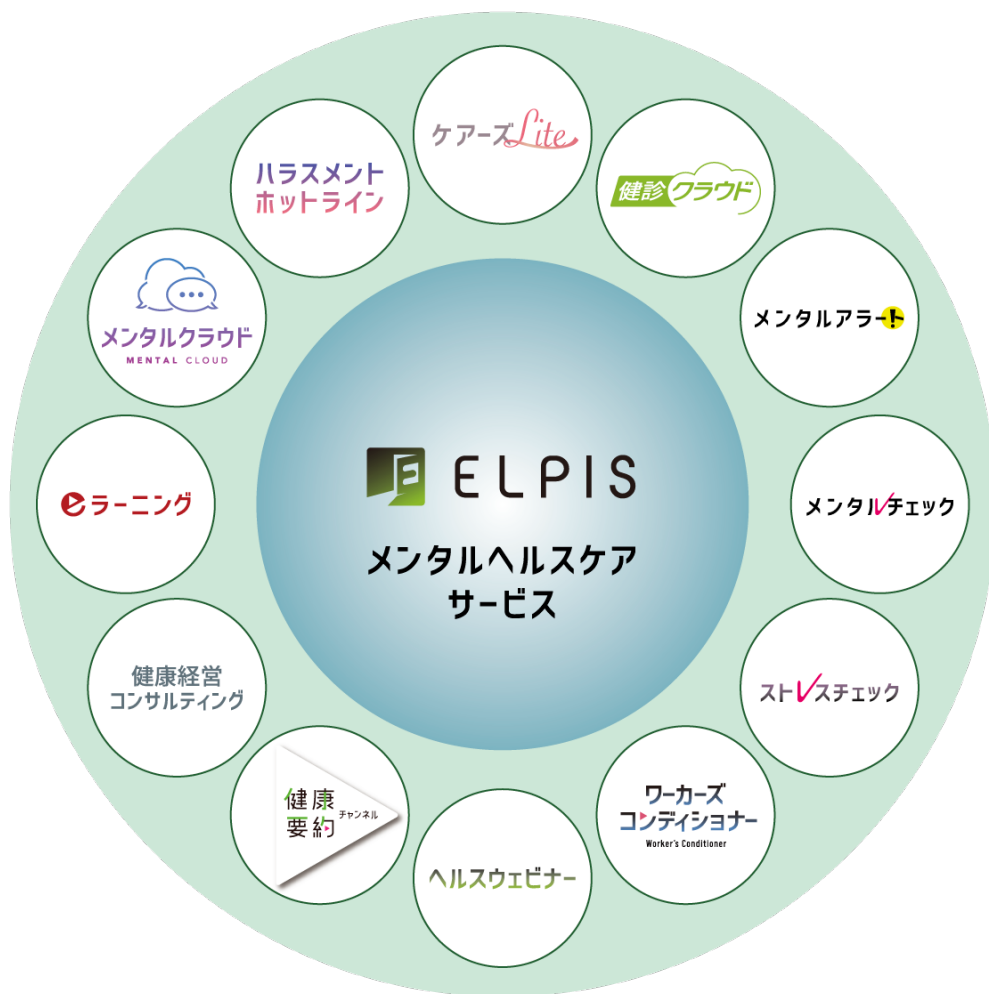 ケアーズLite
健診クラウド
メンタルアラート
メンタルチェック
ストレスチェック
ワーカーズ
コンディショナー
Worker's Conditioner
ヘルスウェビナー
健康
要約
チャンネル
健康経営
コンサルティング
eラーニング
メンタルクラウド
MENTAL CLOUD
ハラスメント
ホットライン
ELPIS
メンタルヘルスケア
サービス